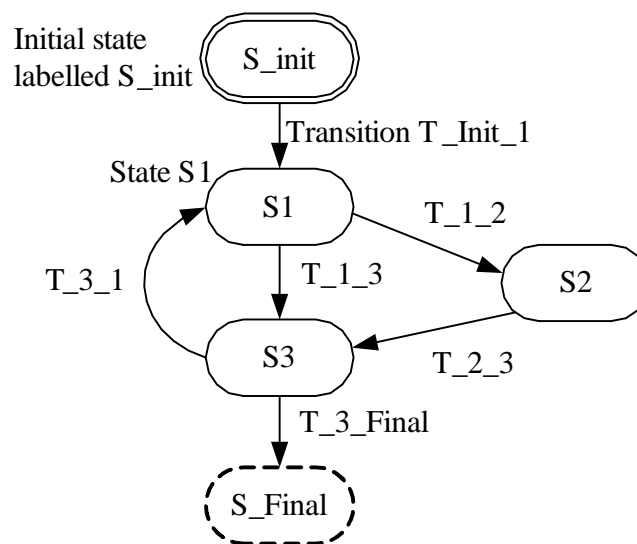 Initial state
labelled S_init
S_init
Transition T_Init_1
State S1
S1
T_1_2
T_3_1
T_1_3
S2
S3
T_2_3
T_3_Final
S_Final